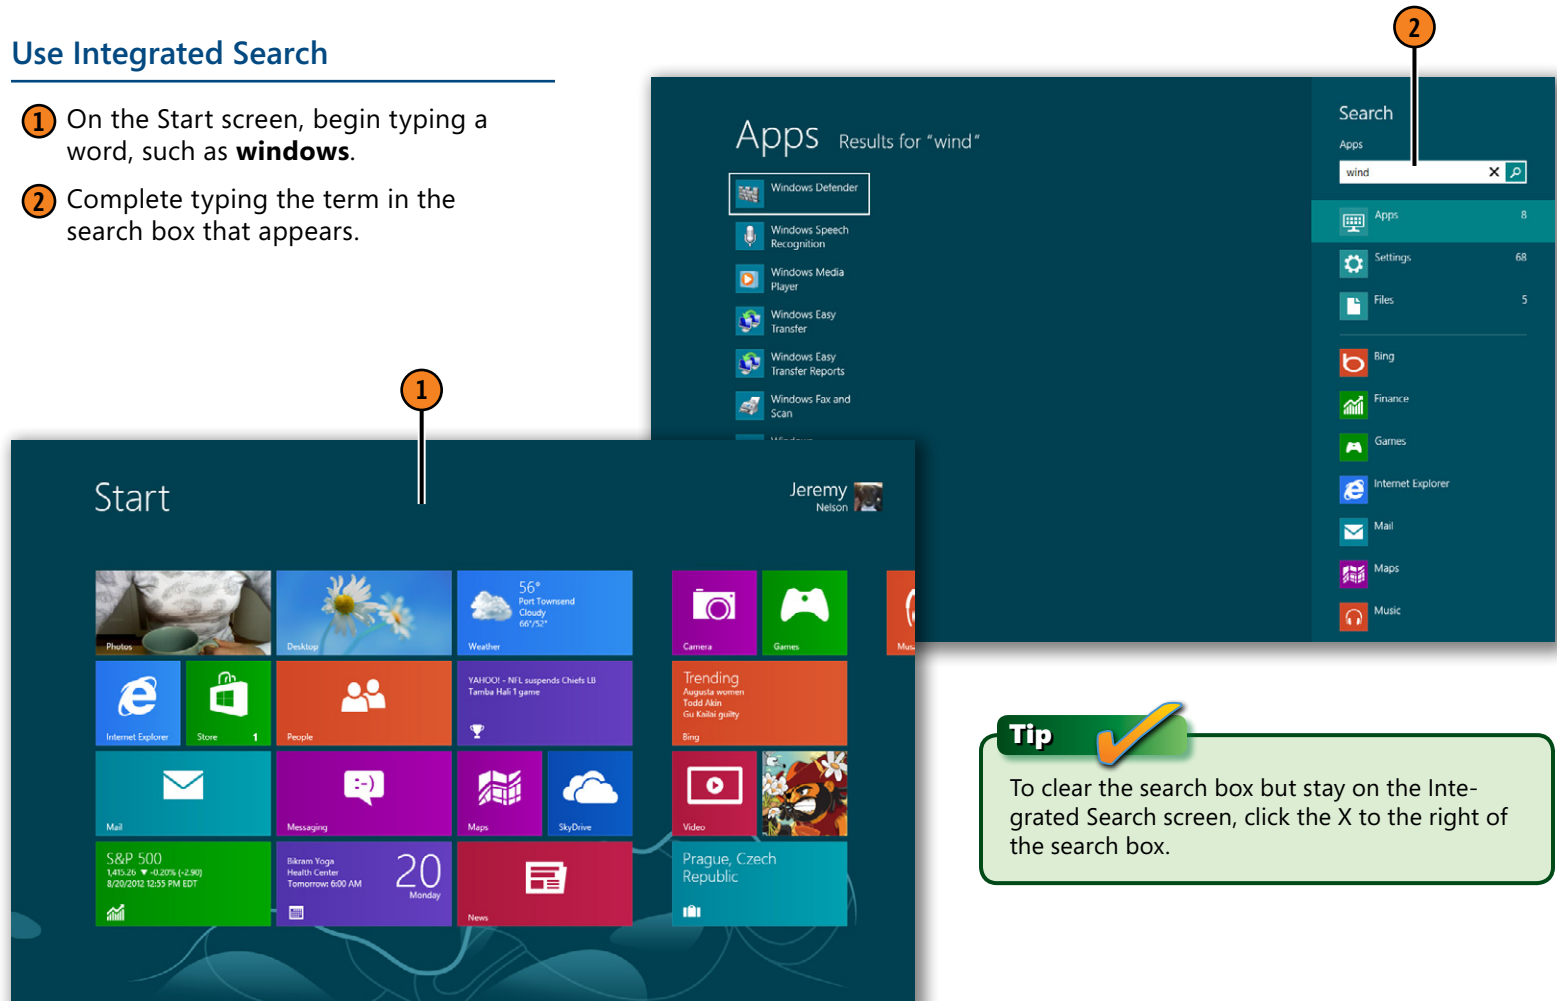 Use Integrated Search
1 On the Start screen, begin typing a
word, such as windows.
2 Complete typing the term in the
search box that appears.
2
Apps Results for "wind"
Windows Defender
Windows Speech
Recognition
Windows Media
Player
Windows Easy
Transfer
Windows Easy
Transfer Reports
Windows Fax and
Scan
Search
Apps
wind
Apps 8
Settings 68
Files 5
Bing
Finance
Games
Internet Explorer
Mail
Maps
Music
1
Start
Jeremy
Nelson
Photos
Desktop
56°
Port Townsend
Cloudy
66°/52°
Weather
Camera
Games
Internet Explorer
Store 1
People
YAHOO! - NFL suspends Chiefs LB
Tamba Hali 1 game
Trending
Augusta women
Todd Akin
Gu Kailai guilty
Bing
Mail
:-)
Messaging
Maps
SkyDrive
Video
S&P 500
1,415.26 ▼ -0.20% (-2.90)
8/20/2012 12:55 PM EDT
Bikram Yoga
Health Center
Tomorrow: 6:00 AM
20
Monday
News
Prague, Czech
Republic
Tip
To clear the search box but stay on the Inte-
grated Search screen, click the X to the right of
the search box.